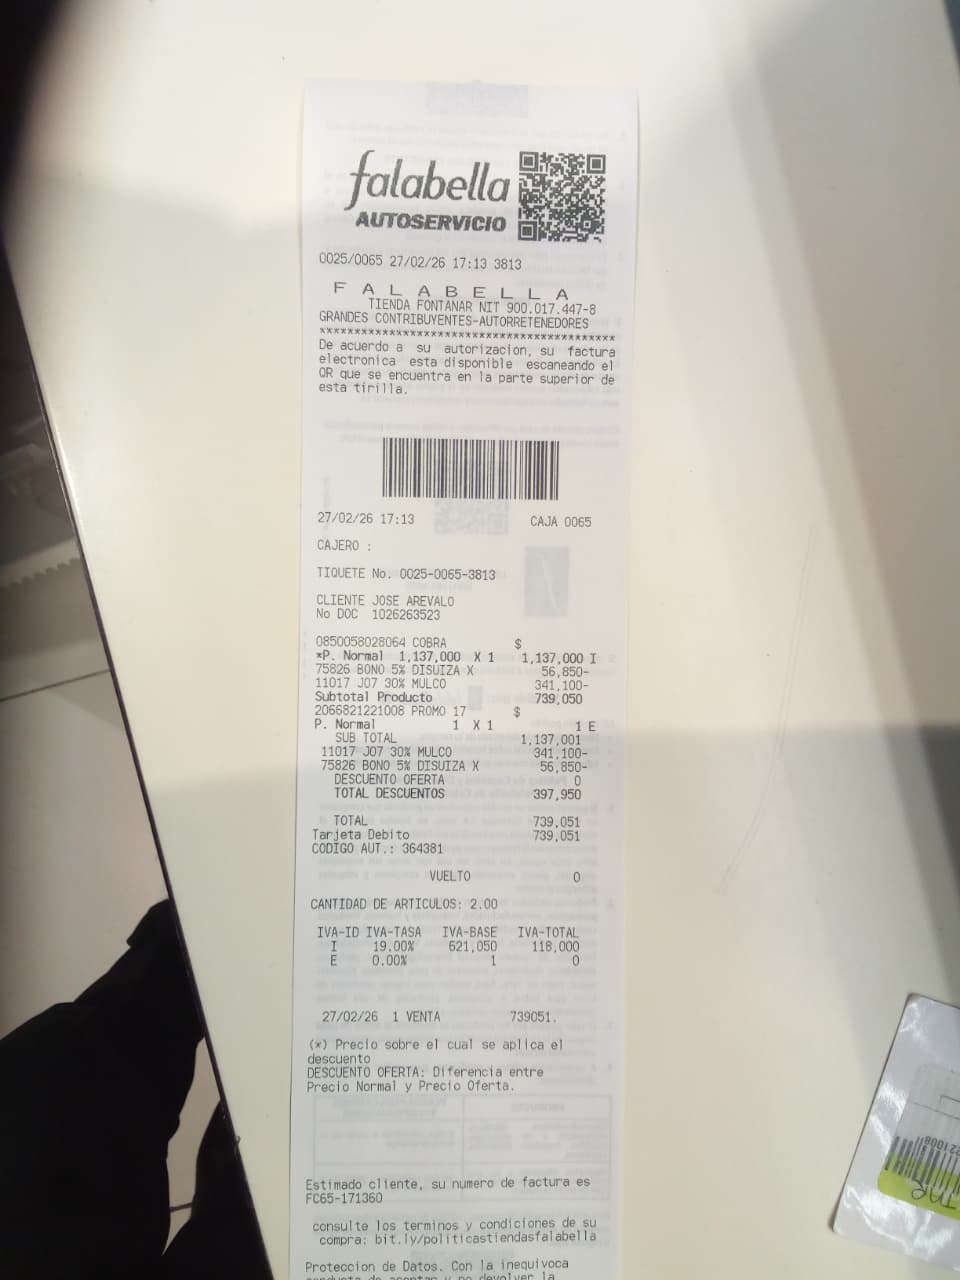 falabella
AUTOSERVICIO
0025/0065 27/02/26 17:13 3813
F A L A B E L L A
TIENDA FONTANAR NIT 900.017.447-8
GRANDES CONTRIBUYENTES-AUTORRETENEDORES
******************************************
De acuerdo a su autorizacion, su factura
electronica esta disponible escaneando el
QR que se encuentra en la parte superior de
esta tirilla.
27/02/26 17:13 CAJA 0065
CAJERO :
TIQUETE No. 0025-0065-3813
CLIENTE JOSE AREVALO
No DOC 1026263523
0850058028064 COBRA $
*P. Normal 1,137,000 X 1 1,137,000 I
75826 BONO 5% DISUIZA X 56,850-
11017 J07 30% MULCO 341,100-
Subtotal Producto 739,050
2066821221008 PROMO 17 $
P. Normal 1 X 1 1 E
SUB TOTAL 1,137,001
11017 J07 30% MULCO 341,100-
75826 BONO 5% DISUIZA X 56,850-
DESCUENTO OFERTA 0
TOTAL DESCUENTOS 397,950
TOTAL 739,051
Tarjeta Debito 739,051
CODIGO AUT.: 364381
VUELTO 0
CANTIDAD DE ARTICULOS: 2.00
IVA-ID IVA-TASA IVA-BASE IVA-TOTAL
I 19.00% 621,050 118,000
E 0.00% 1 0
27/02/26 1 VENTA 739051.
(*) Precio sobre el cual se aplica el
descuento
DESCUENTO OFERTA: Diferencia entre
Precio Normal y Precio Oferta.
Estimado cliente, su numero de factura es
FC65-171360
consulte los terminos y condiciones de su
compra: bit.ly/politicastiendasfalabella
Proteccion de Datos. Con la inequivoca
conducta de aceptar y no devolver la